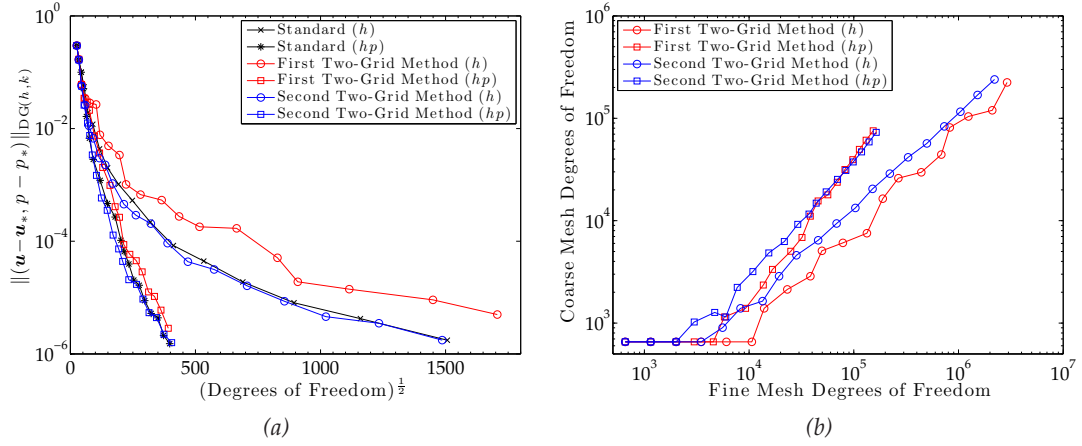 10^0
10^{-2}
10^{-4}
10^{-6}
‖(u-u_*, p - p_*)‖_{DG(h,k)}
Standard (h)
Standard (hp)
First Two-Grid Method (h)
First Two-Grid Method (hp)
Second Two-Grid Method (h)
Second Two-Grid Method (hp)
0 500 1000 1500
(Degrees of Freedom)^{1/2}
(a)
10^6
10^5
10^4
10^3
Coarse Mesh Degrees of Freedom
First Two-Grid Method (h)
First Two-Grid Method (hp)
Second Two-Grid Method (h)
Second Two-Grid Method (hp)
10^3 10^4 10^5 10^6 10^7
Fine Mesh Degrees of Freedom
(b)